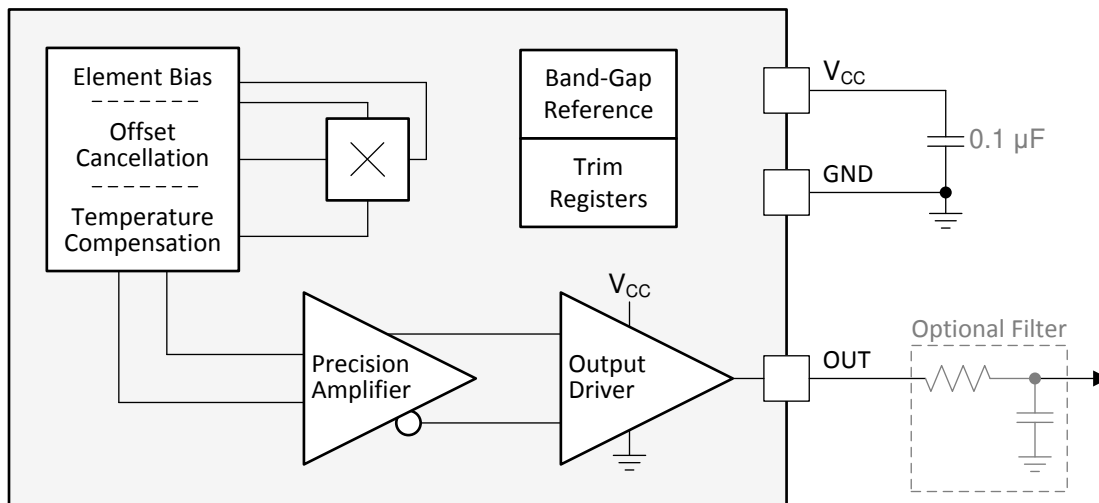 Element Bias
Offset
Cancellation
Temperature
Compensation
Band-Gap
Reference
Trim
Registers
VCC
0.1 µF
GND
VCC
Precision
Amplifier
Output
Driver
OUT
Optional Filter